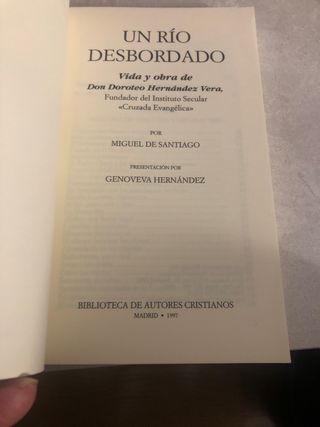 UN RÍO
DESBORDADO
Vida y obra de
Don Doroteo Hernández Vera,
Fundador del Instituto Secular
«Cruzada Evangélica»
POR
MIGUEL DE SANTIAGO
PRESENTACIÓN POR
GENOVEVA HERNÁNDEZ
BIBLIOTECA DE AUTORES CRISTIANOS
MADRID • 1997